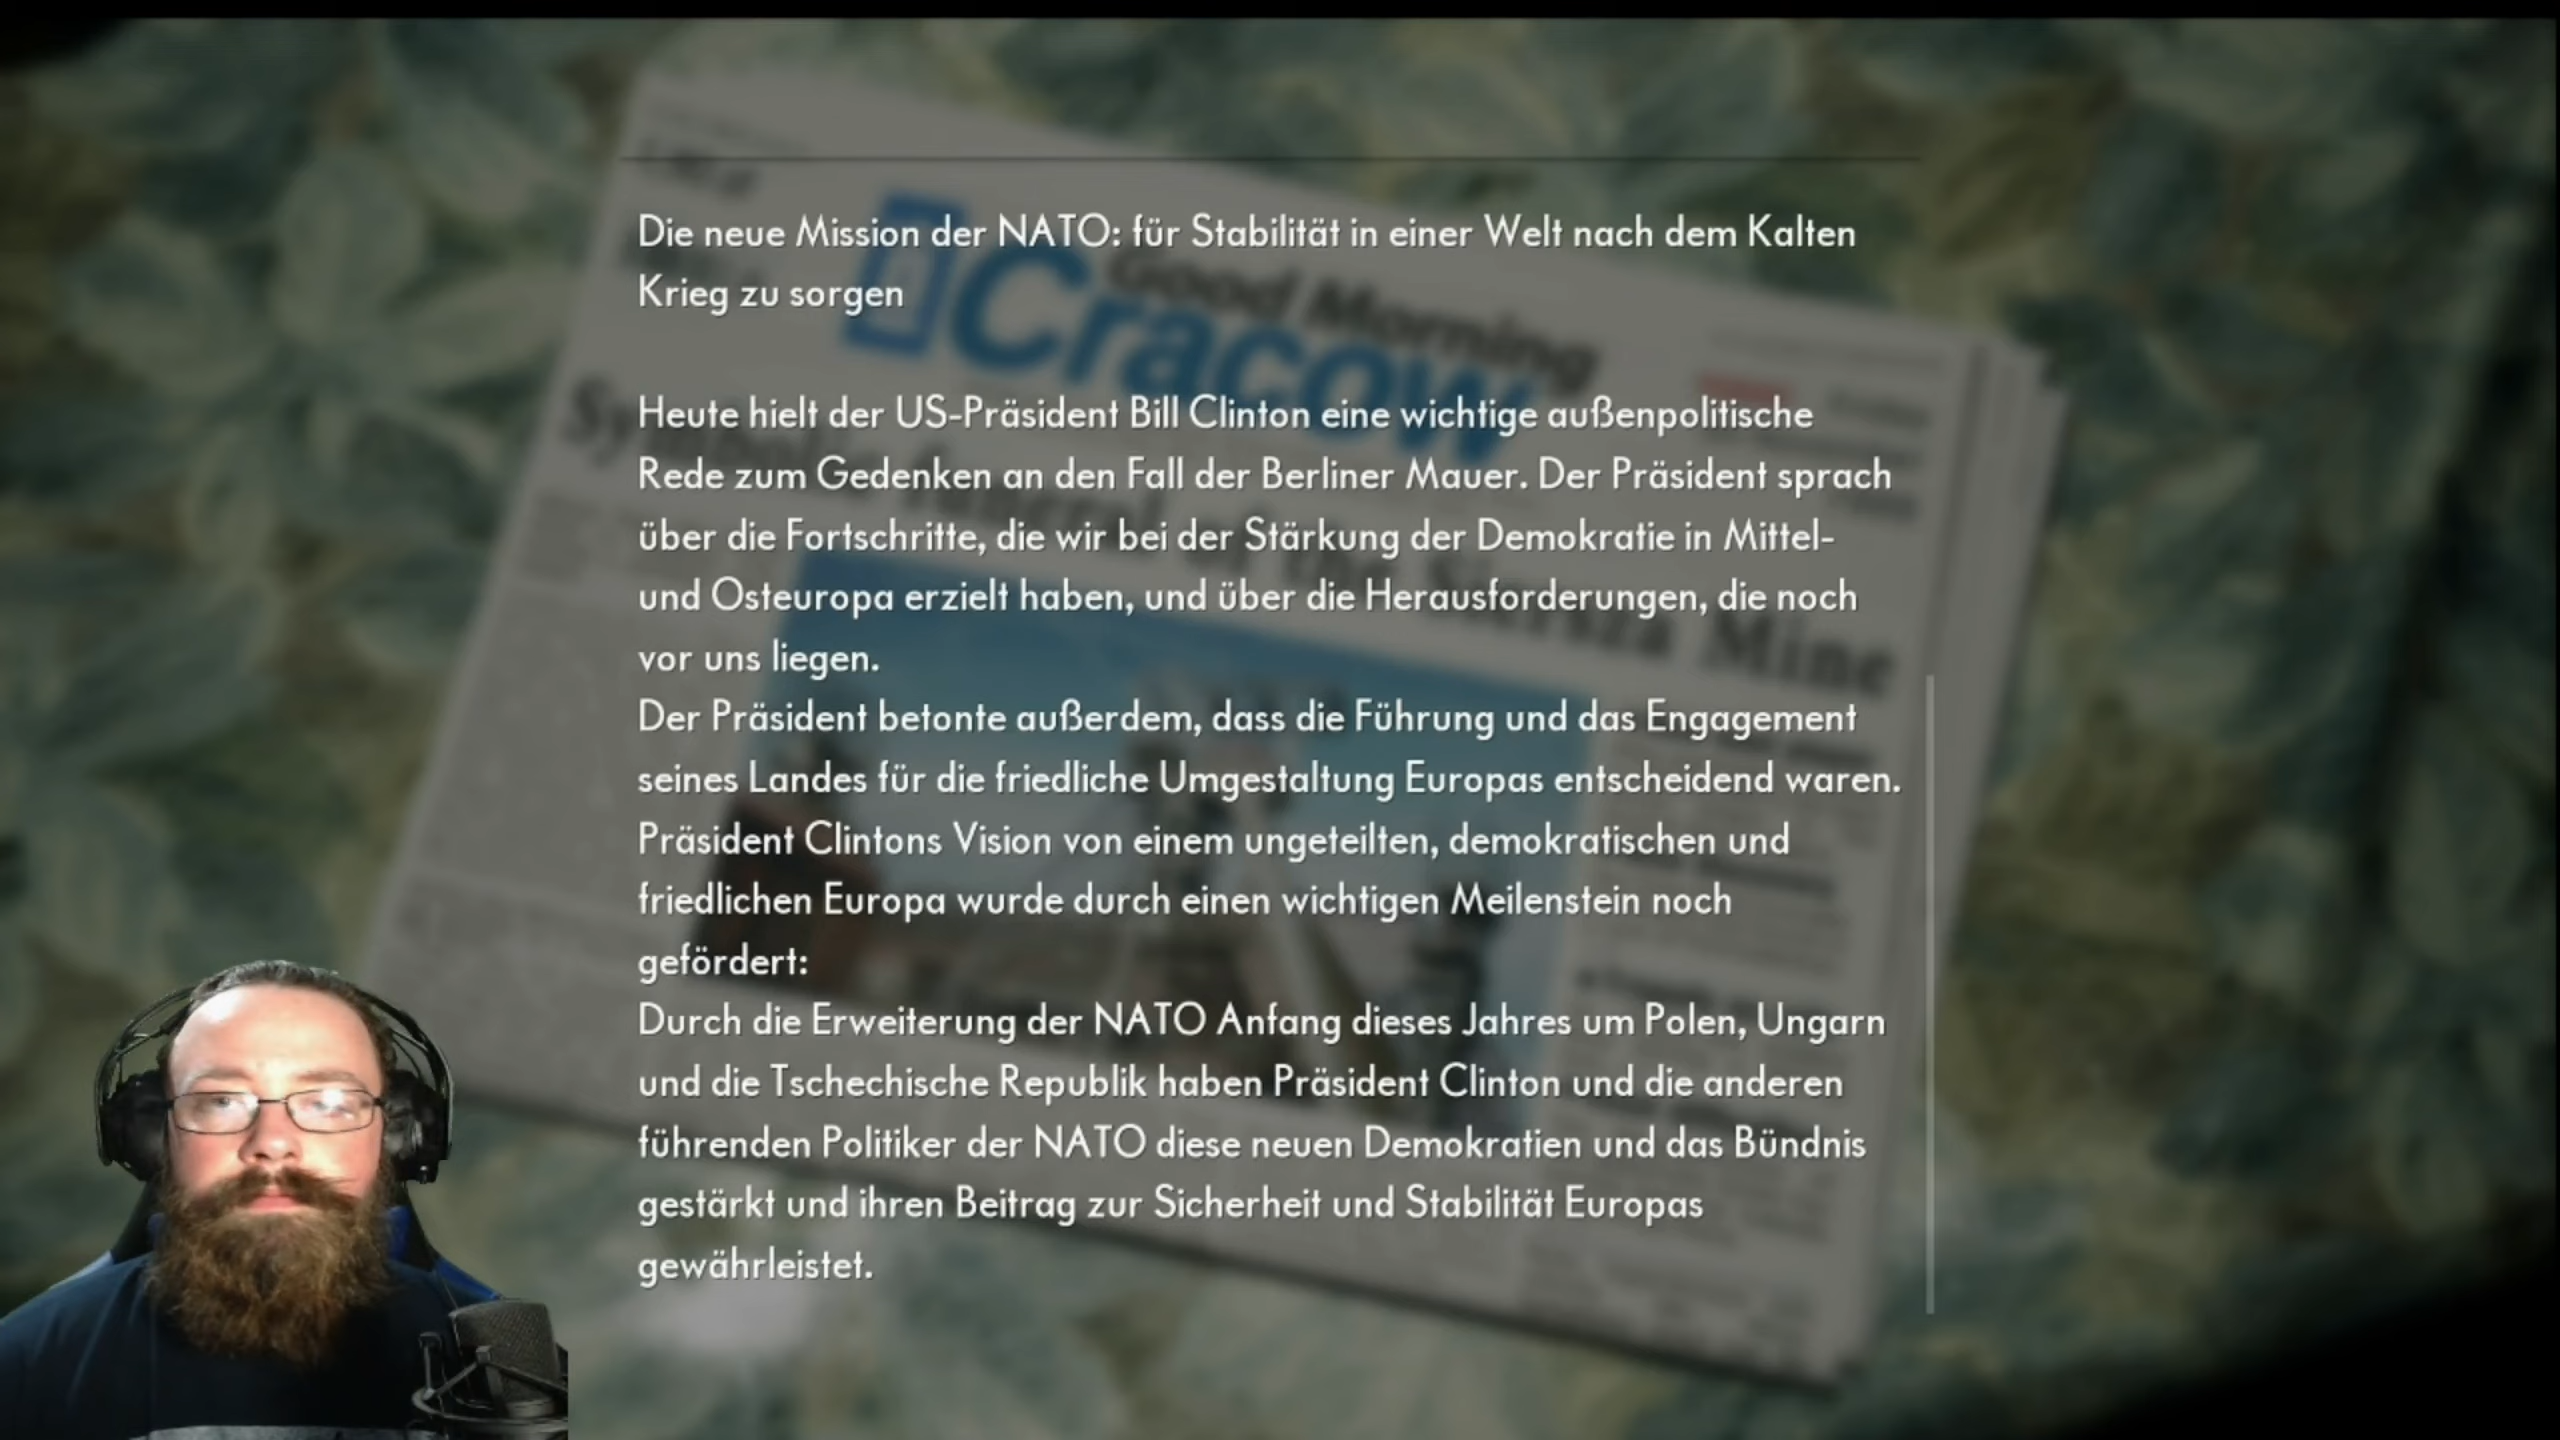 Die neue Mission der NATO: für Stabilität in einer Welt nach dem Kalten
Krieg zu sorgen
Heute hielt der US-Präsident Bill Clinton eine wichtige außenpolitische
Rede zum Gedenken an den Fall der Berliner Mauer. Der Präsident sprach
über die Fortschritte, die wir bei der Stärkung der Demokratie in Mittel-
und Osteuropa erzielt haben, und über die Herausforderungen, die noch
vor uns liegen.
Der Präsident betonte außerdem, dass die Führung und das Engagement
seines Landes für die friedliche Umgestaltung Europas entscheidend waren.
Präsident Clintons Vision von einem ungeteilten, demokratischen und
friedlichen Europa wurde durch einen wichtigen Meilenstein noch
gefördert:
Durch die Erweiterung der NATO Anfang dieses Jahres um Polen, Ungarn
und die Tschechische Republik haben Präsident Clinton und die anderen
führenden Politiker der NATO diese neuen Demokratien und das Bündnis
gestärkt und ihren Beitrag zur Sicherheit und Stabilität Europas
gewährleistet.
Good Morning
Cracow
Symbolic funeral of the Siersza Mine